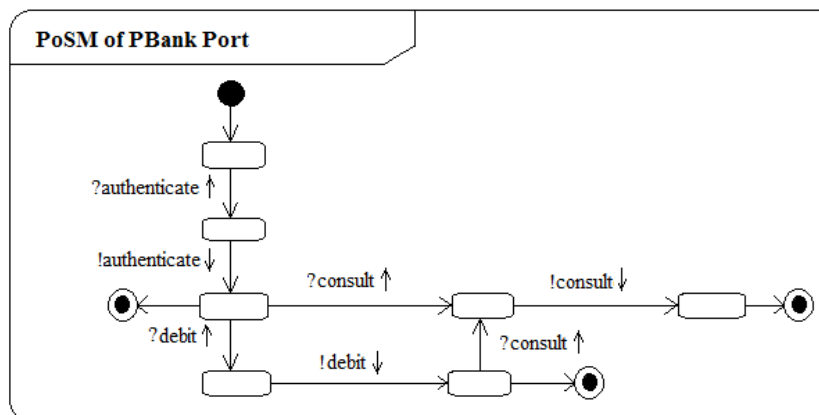 PoSM of PBank Port
?authenticate ↑
!authenticate ↓
?consult ↑
!consult ↓
?debit ↑
?consult ↑
!debit ↓